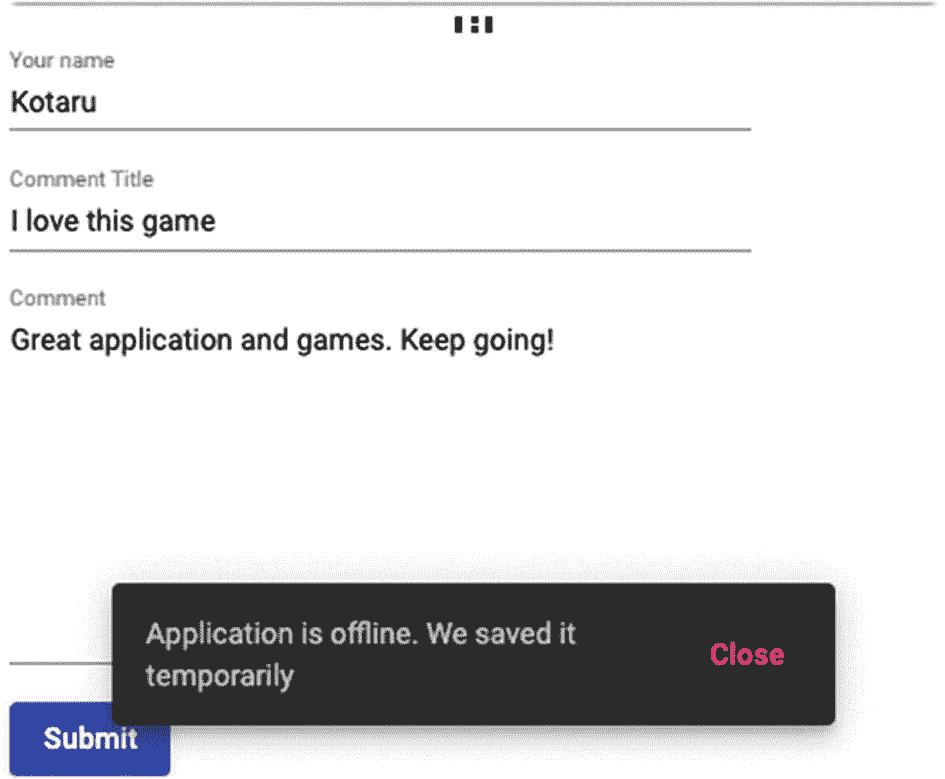 Your name
Kotaru
Comment Title
I love this game
Comment
Great application and games. Keep going!
Application is offline. We saved it
temporarily
Close
Submit